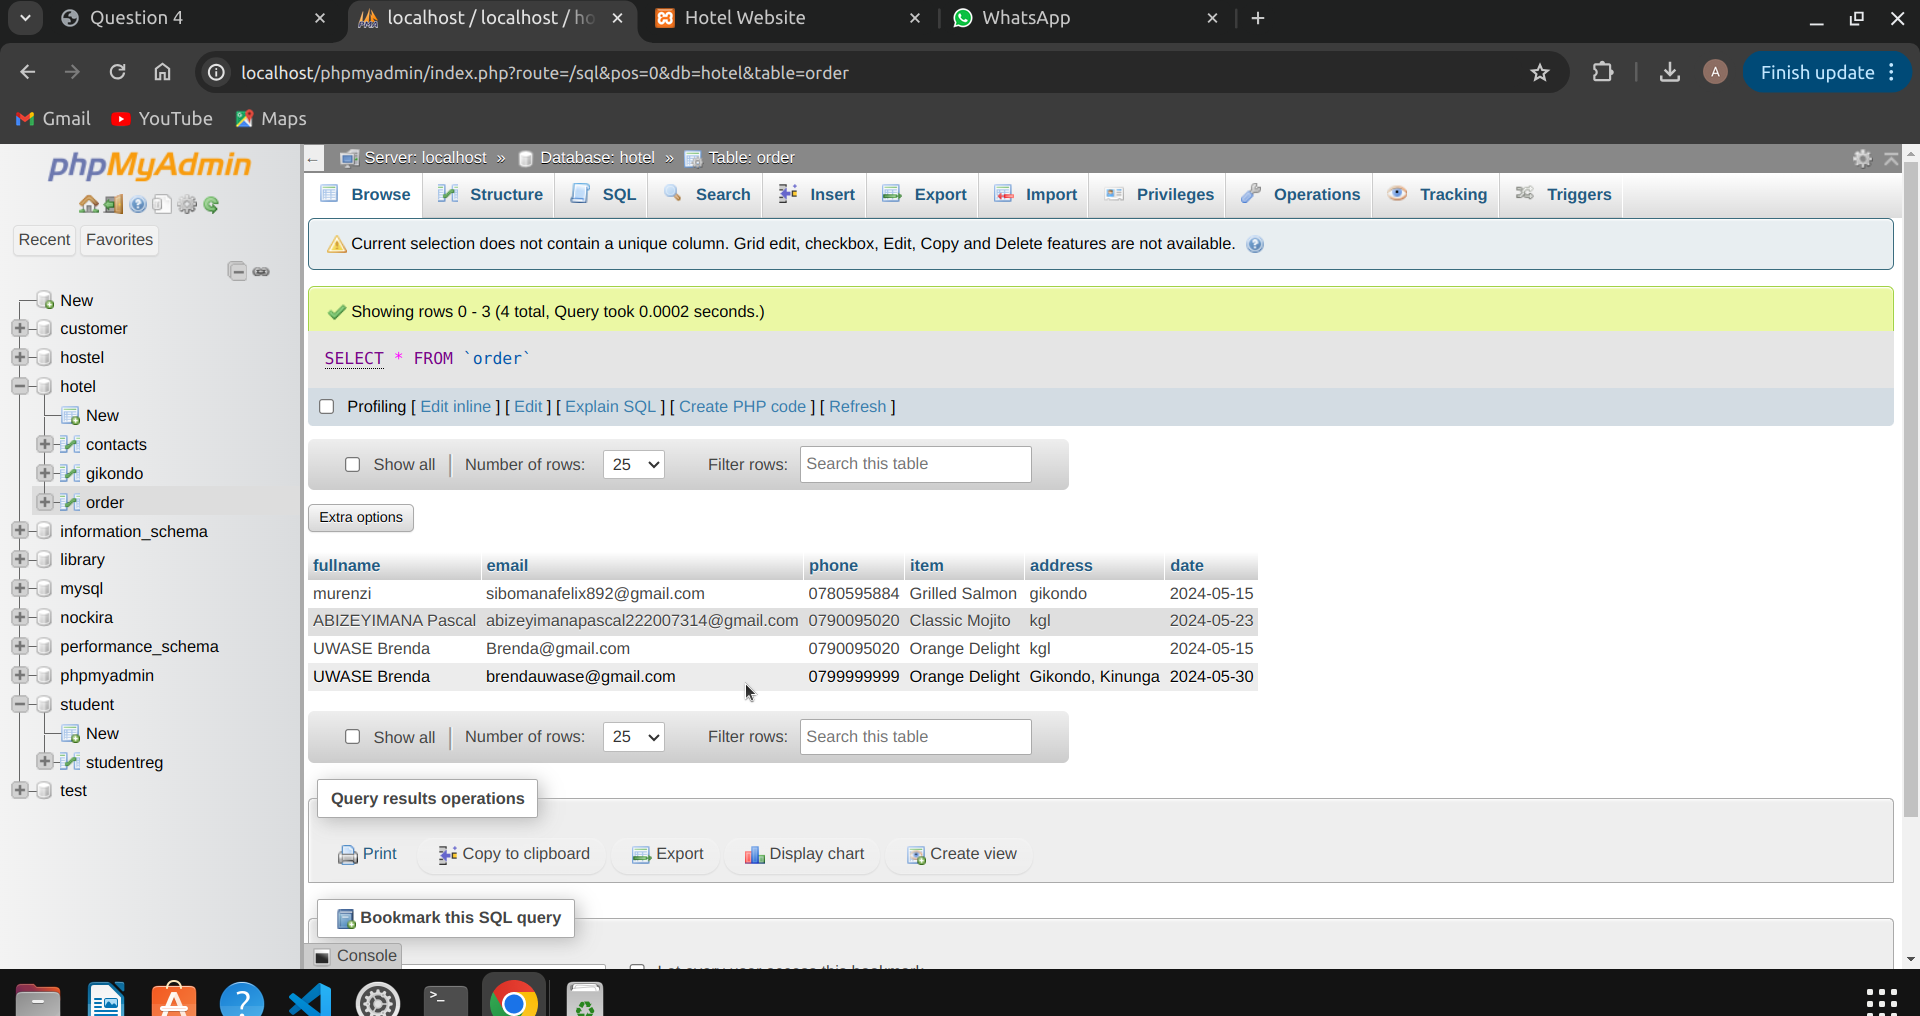 Question 4
localhost / localhost / ho
Hotel Website
WhatsApp
localhost/phpmyadmin/index.php?route=/sql&pos=0&db=hotel&table=order
A
Finish update
Gmail
YouTube
Maps
phpMyAdmin
Recent
Favorites
New
customer
hostel
hotel
New
contacts
gikondo
order
information_schema
library
mysql
nockira
performance_schema
phpmyadmin
student
New
studentreg
test
Server: localhost » Database: hotel » Table: order
Browse Structure SQL Search Insert Export Import Privileges Operations Tracking Triggers
Current selection does not contain a unique column. Grid edit, checkbox, Edit, Copy and Delete features are not available.
Showing rows 0 - 3 (4 total, Query took 0.0002 seconds.)
SELECT * FROM `order`
Profiling [ Edit inline ] [ Edit ] [ Explain SQL ] [ Create PHP code ] [ Refresh ]
Show all Number of rows: 25 Filter rows: Search this table
Extra options
fullname email phone item address date
murenzi sibomanafelix892@gmail.com 0780595884 Grilled Salmon gikondo 2024-05-15
ABIZEYIMANA Pascal abizeyimanapascal222007314@gmail.com 0790095020 Classic Mojito kgl 2024-05-23
UWASE Brenda Brenda@gmail.com 0790095020 Orange Delight kgl 2024-05-15
UWASE Brenda brendauwase@gmail.com 0799999999 Orange Delight Gikondo, Kinunga 2024-05-30
Show all Number of rows: 25 Filter rows: Search this table
Query results operations
Print Copy to clipboard Export Display chart Create view
Bookmark this SQL query
Console